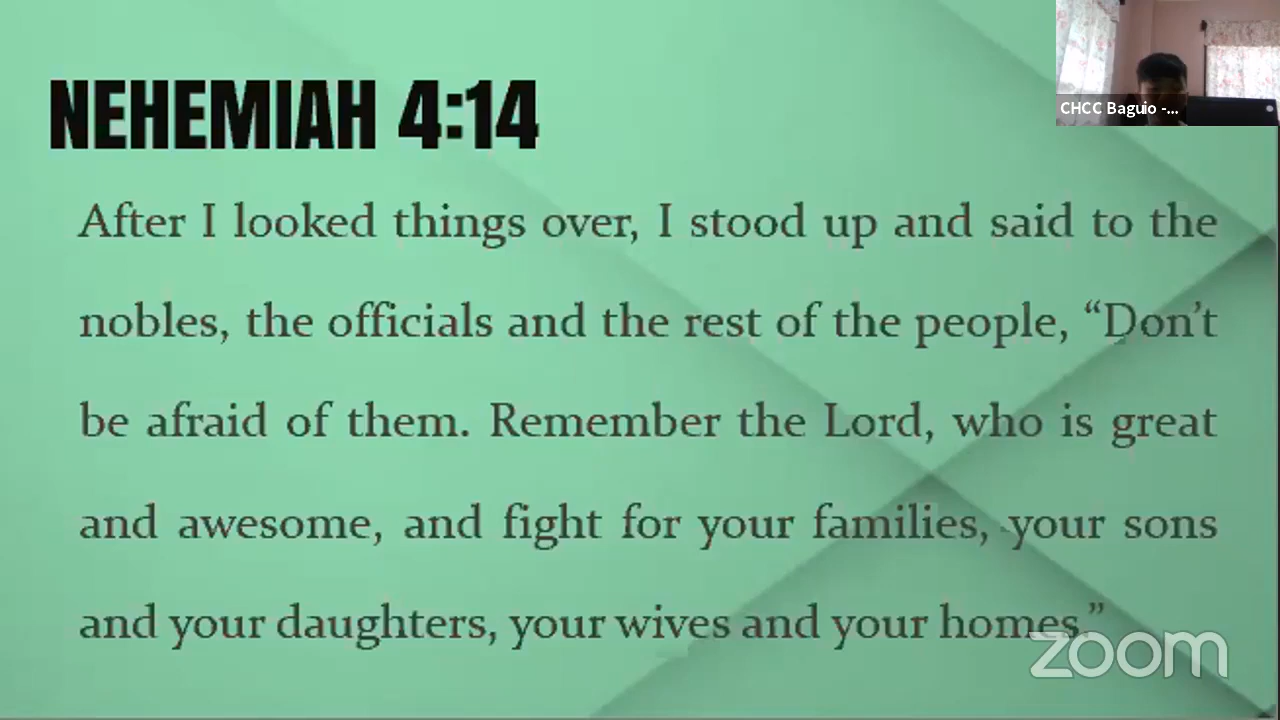 NEHEMIAH 4:14
CHCC Baguio -...
After I looked things over, I stood up and said to the
nobles, the officials and the rest of the people, “Don’t
be afraid of them. Remember the Lord, who is great
and awesome, and fight for your families, your sons
and your daughters, your wives and your homes.”
zoom